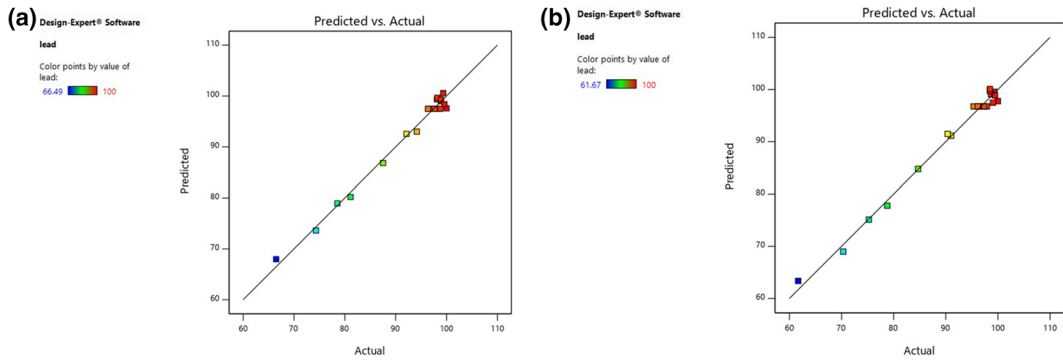 (a)
Design-Expert® Software
lead
Color points by value of
lead:
66.49 100
Predicted vs. Actual
110
100
90
80
70
60
Predicted
60 70 80 90 100 110
Actual
(b)
Design-Expert® Software
lead
Color points by value of
lead:
61.67 100
Predicted vs. Actual
110
100
90
80
70
60
Predicted
60 70 80 90 100 110
Actual